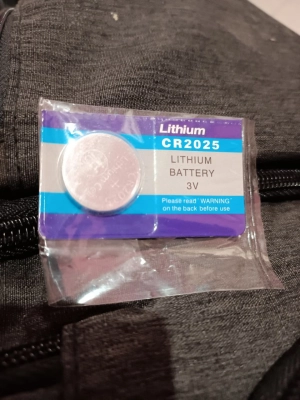 Lithium
CR2025
LITHIUM
BATTERY
3V
Please read "WARNING"
on the back before use